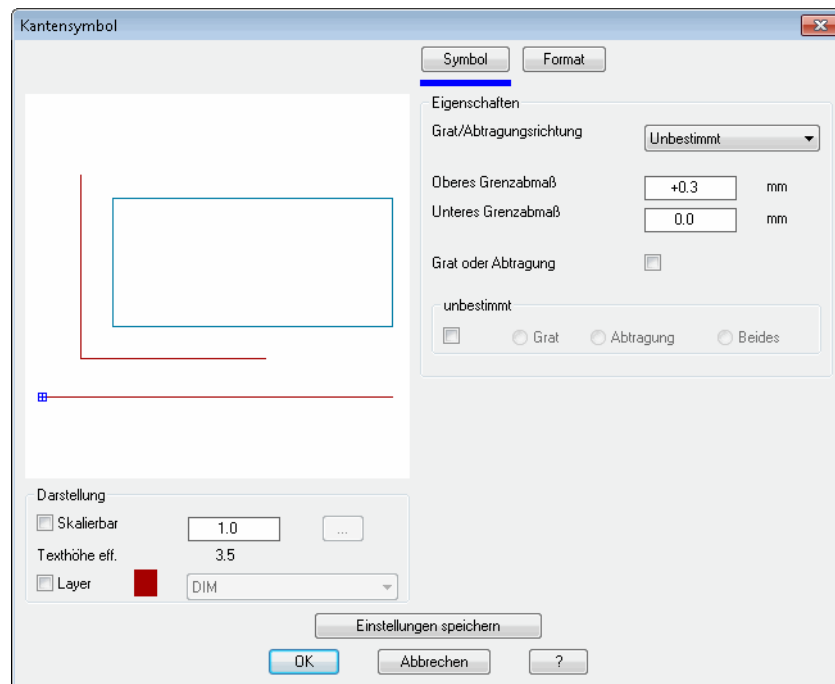 Kantensymbol
Symbol Format
Eigenschaften
Grat/Abtragungsrichtung Unbestimmt
Oberes Grenzabmaß +0.3 mm
Unteres Grenzabmaß 0.0 mm
Grat oder Abtragung
unbestimmt
Grat Abtragung Beides
Darstellung
Skalierbar 1.0 ...
Texthöhe eff. 3.5
Layer DIM
Einstellungen speichern
OK Abbrechen ?